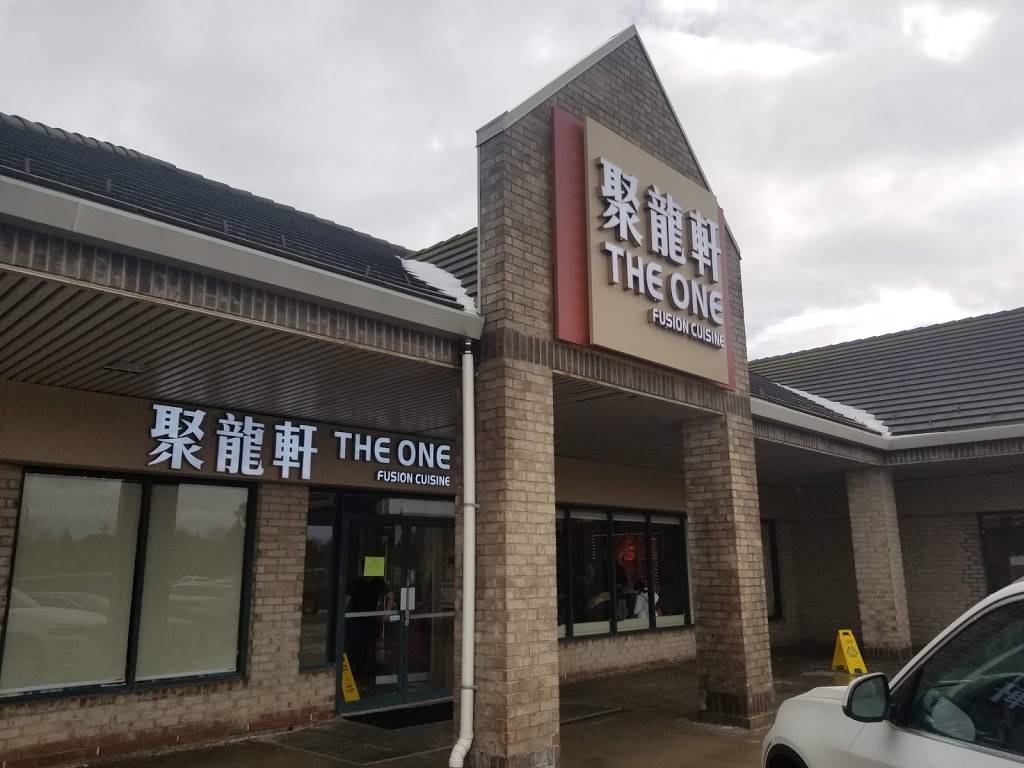 聚龍軒
THE ONE
FUSION CUISINE
聚龍軒 THE ONE
FUSION CUISINE